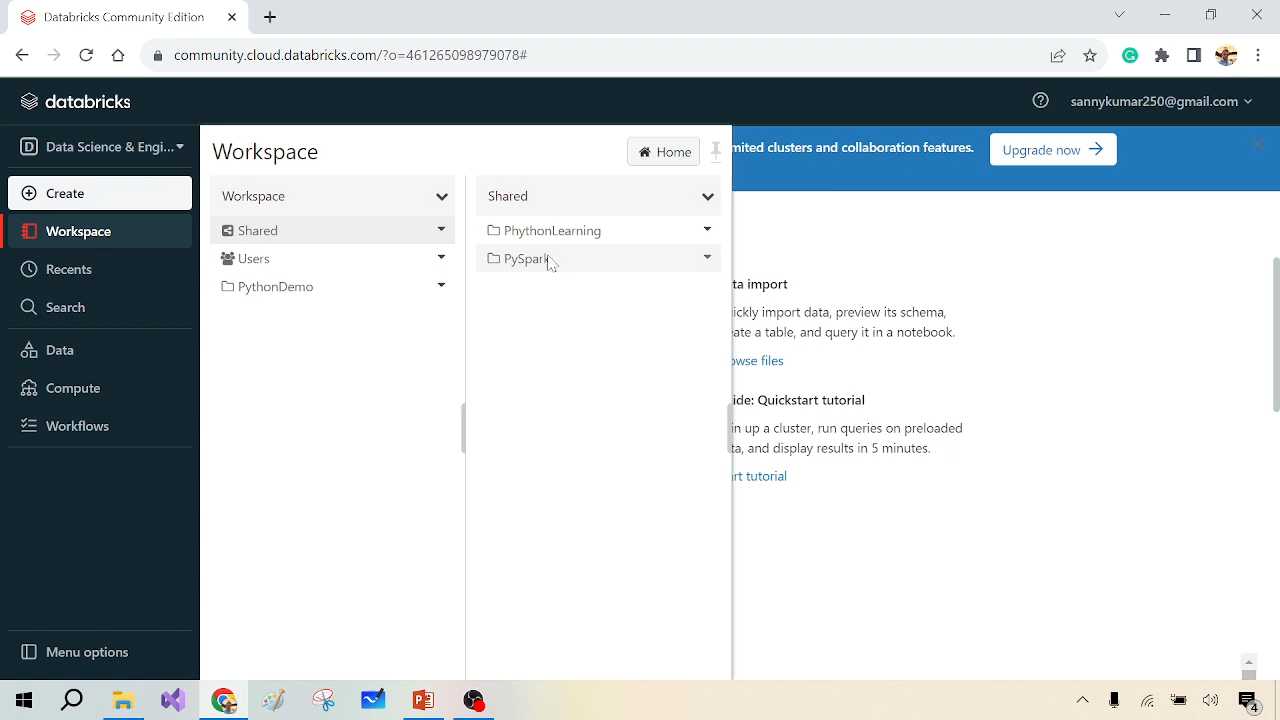 Databricks Community Edition
community.cloud.databricks.com/?o=461265098979078#
databricks
sannykumar250@gmail.com
Data Science & Engi...
Create
Workspace
Recents
Search
Data
Compute
Workflows
Menu options
Workspace
Home
Workspace
Shared
Users
PythonDemo
Shared
PhythonLearning
PySpark
mited clusters and collaboration features.
Upgrade now
ta import
ickly import data, preview its schema,
eate a table, and query it in a notebook.
owse files
ide: Quickstart tutorial
in up a cluster, run queries on preloaded
ta, and display results in 5 minutes.
rt tutorial
4